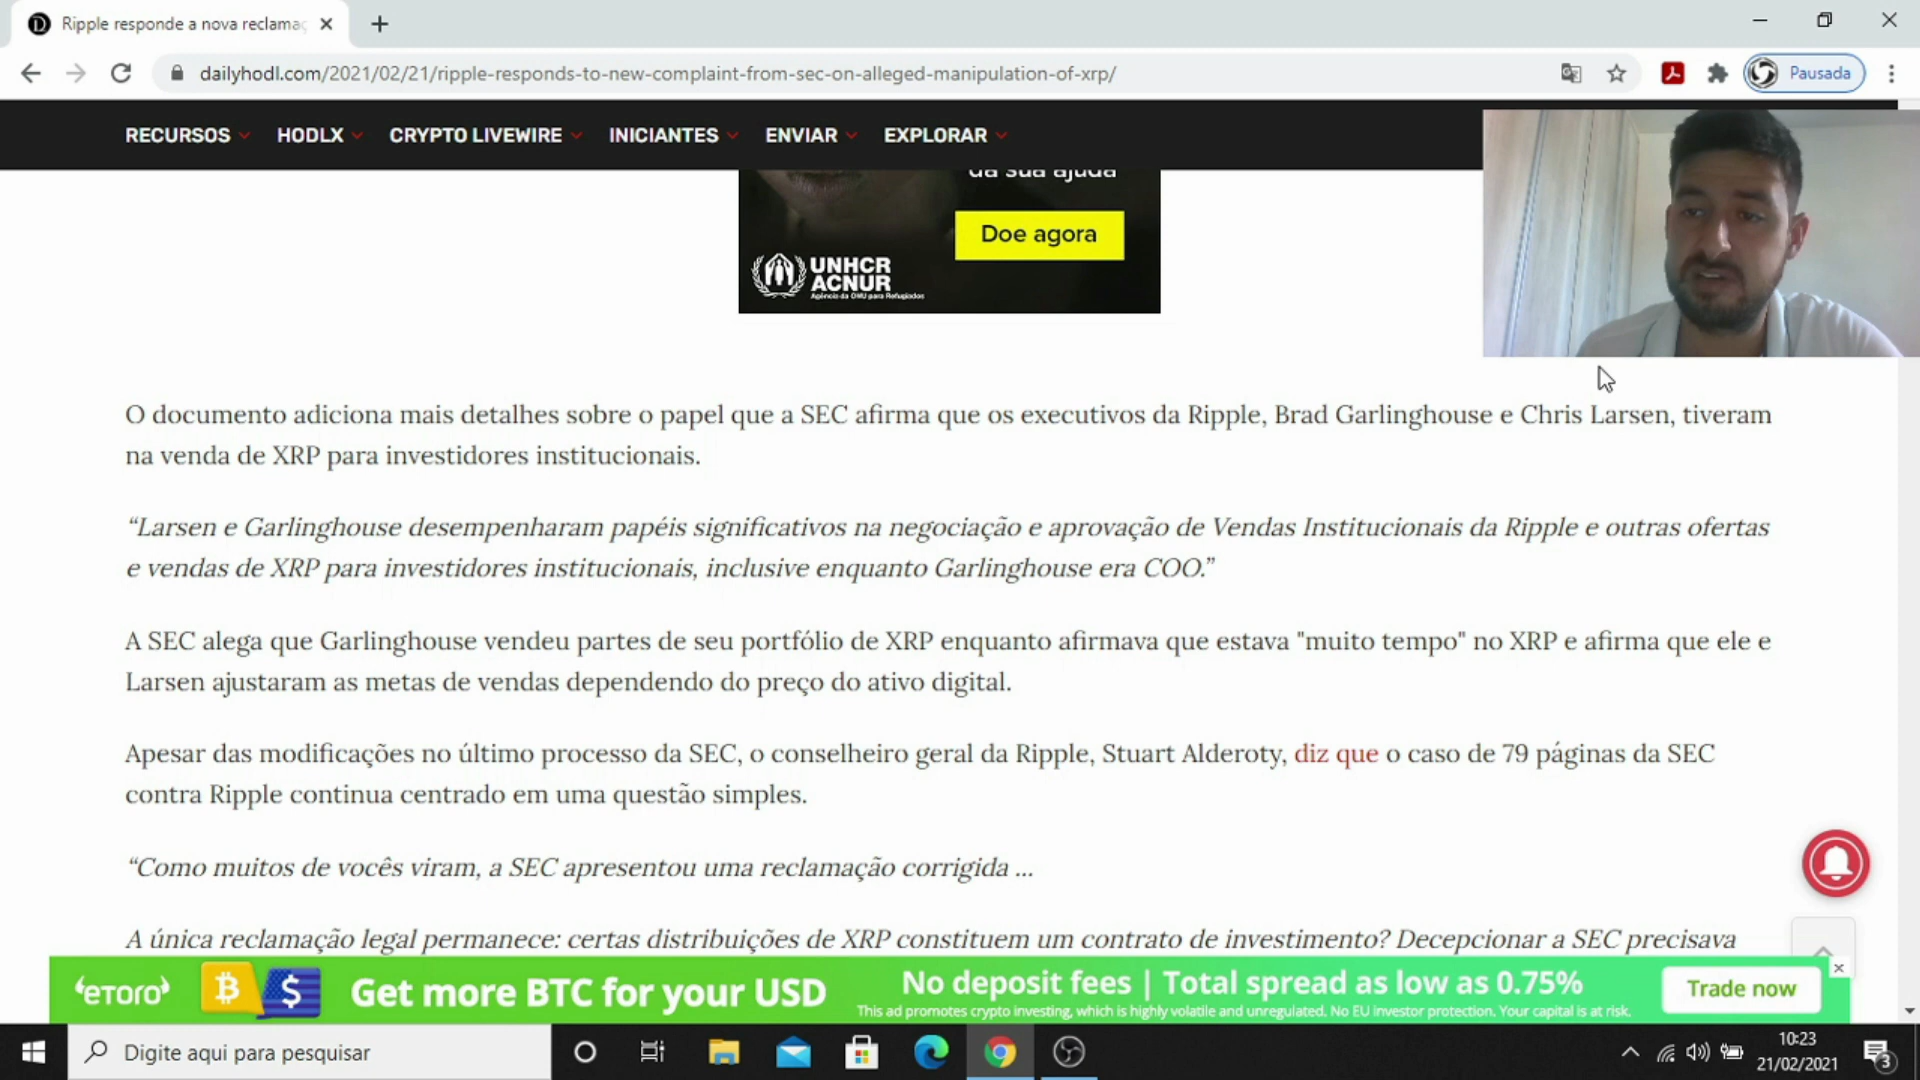 Ripple responde a nova reclamaç
dailyhodl.com/2021/02/21/ripple-responds-to-new-complaint-from-sec-on-alleged-manipulation-of-xrp/
Pausada
RECURSOS HODLX CRYPTO LIVEWIRE INICIANTES ENVIAR EXPLORAR
da sua ajuda
Doe agora
UNHCR
ACNUR
Agência da ONU para Refugiados
O documento adiciona mais detalhes sobre o papel que a SEC afirma que os executivos da Ripple, Brad Garlinghouse e Chris Larsen, tiveram
na venda de XRP para investidores institucionais.
“Larsen e Garlinghouse desempenharam papéis significativos na negociação e aprovação de Vendas Institucionais da Ripple e outras ofertas
e vendas de XRP para investidores institucionais, inclusive enquanto Garlinghouse era COO.”
A SEC alega que Garlinghouse vendeu partes de seu portfólio de XRP enquanto afirmava que estava "muito tempo" no XRP e afirma que ele e
Larsen ajustaram as metas de vendas dependendo do preço do ativo digital.
Apesar das modificações no último processo da SEC, o conselheiro geral da Ripple, Stuart Alderoty, diz que o caso de 79 páginas da SEC
contra Ripple continua centrado em uma questão simples.
“Como muitos de vocês viram, a SEC apresentou uma reclamação corrigida ...
A única reclamação legal permanece: certas distribuições de XRP constituem um contrato de investimento? Decepcionar a SEC precisava
eTORO
Get more BTC for your USD
No deposit fees | Total spread as low as 0.75%
This ad promotes crypto investing, which is highly volatile and unregulated. No EU investor protection. Your capital is at risk.
Trade now
Digite aqui para pesquisar
10:23
21/02/2021
3